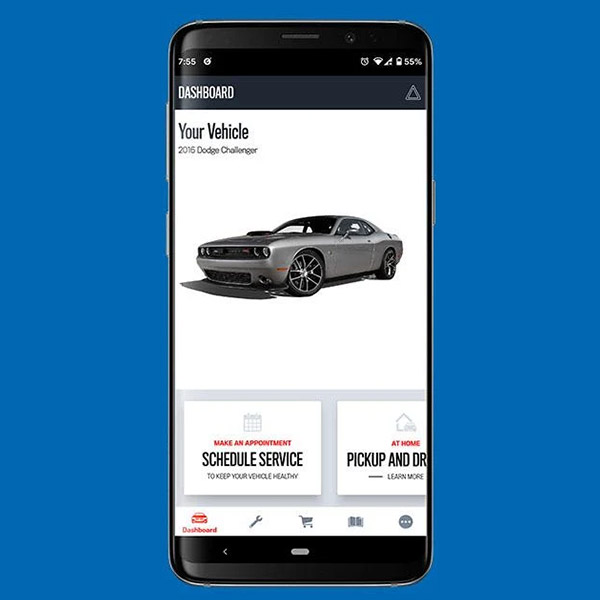 7:55
55%
DASHBOARD
Your Vehicle
2016 Dodge Challenger
MAKE AN APPOINTMENT
SCHEDULE SERVICE
TO KEEP YOUR VEHICLE HEALTHY
AT HOME
PICKUP AND DR
LEARN MORE
Dashboard